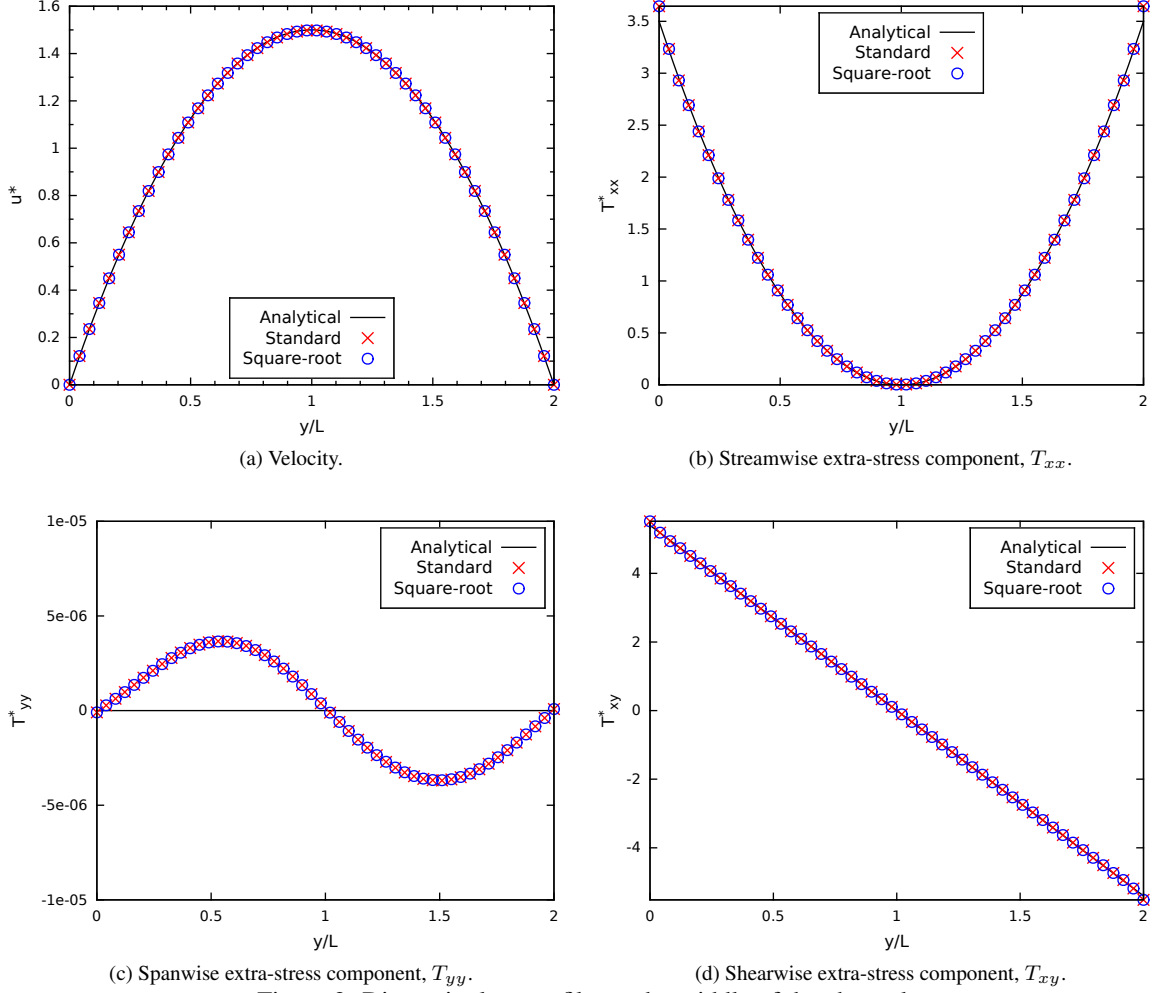 1.6
1.4
1.2
1
0.8
0.6
0.4
0.2
0
u*
0 0.5 1 1.5 2
y/L
Analytical
Standard
Square-root
(a) Velocity.
3.5
3
2.5
2
1.5
1
0.5
0
T*xx
0 0.5 1 1.5 2
y/L
Analytical
Standard
Square-root
(b) Streamwise extra-stress component, Txx.
1e-05
5e-06
0
-5e-06
-1e-05
T*yy
0 0.5 1 1.5 2
y/L
Analytical
Standard
Square-root
(c) Spanwise extra-stress component, Tyy.
4
2
0
-2
-4
T*xy
0 0.5 1 1.5 2
y/L
Analytical
Standard
Square-root
(d) Shearwise extra-stress component, Txy.